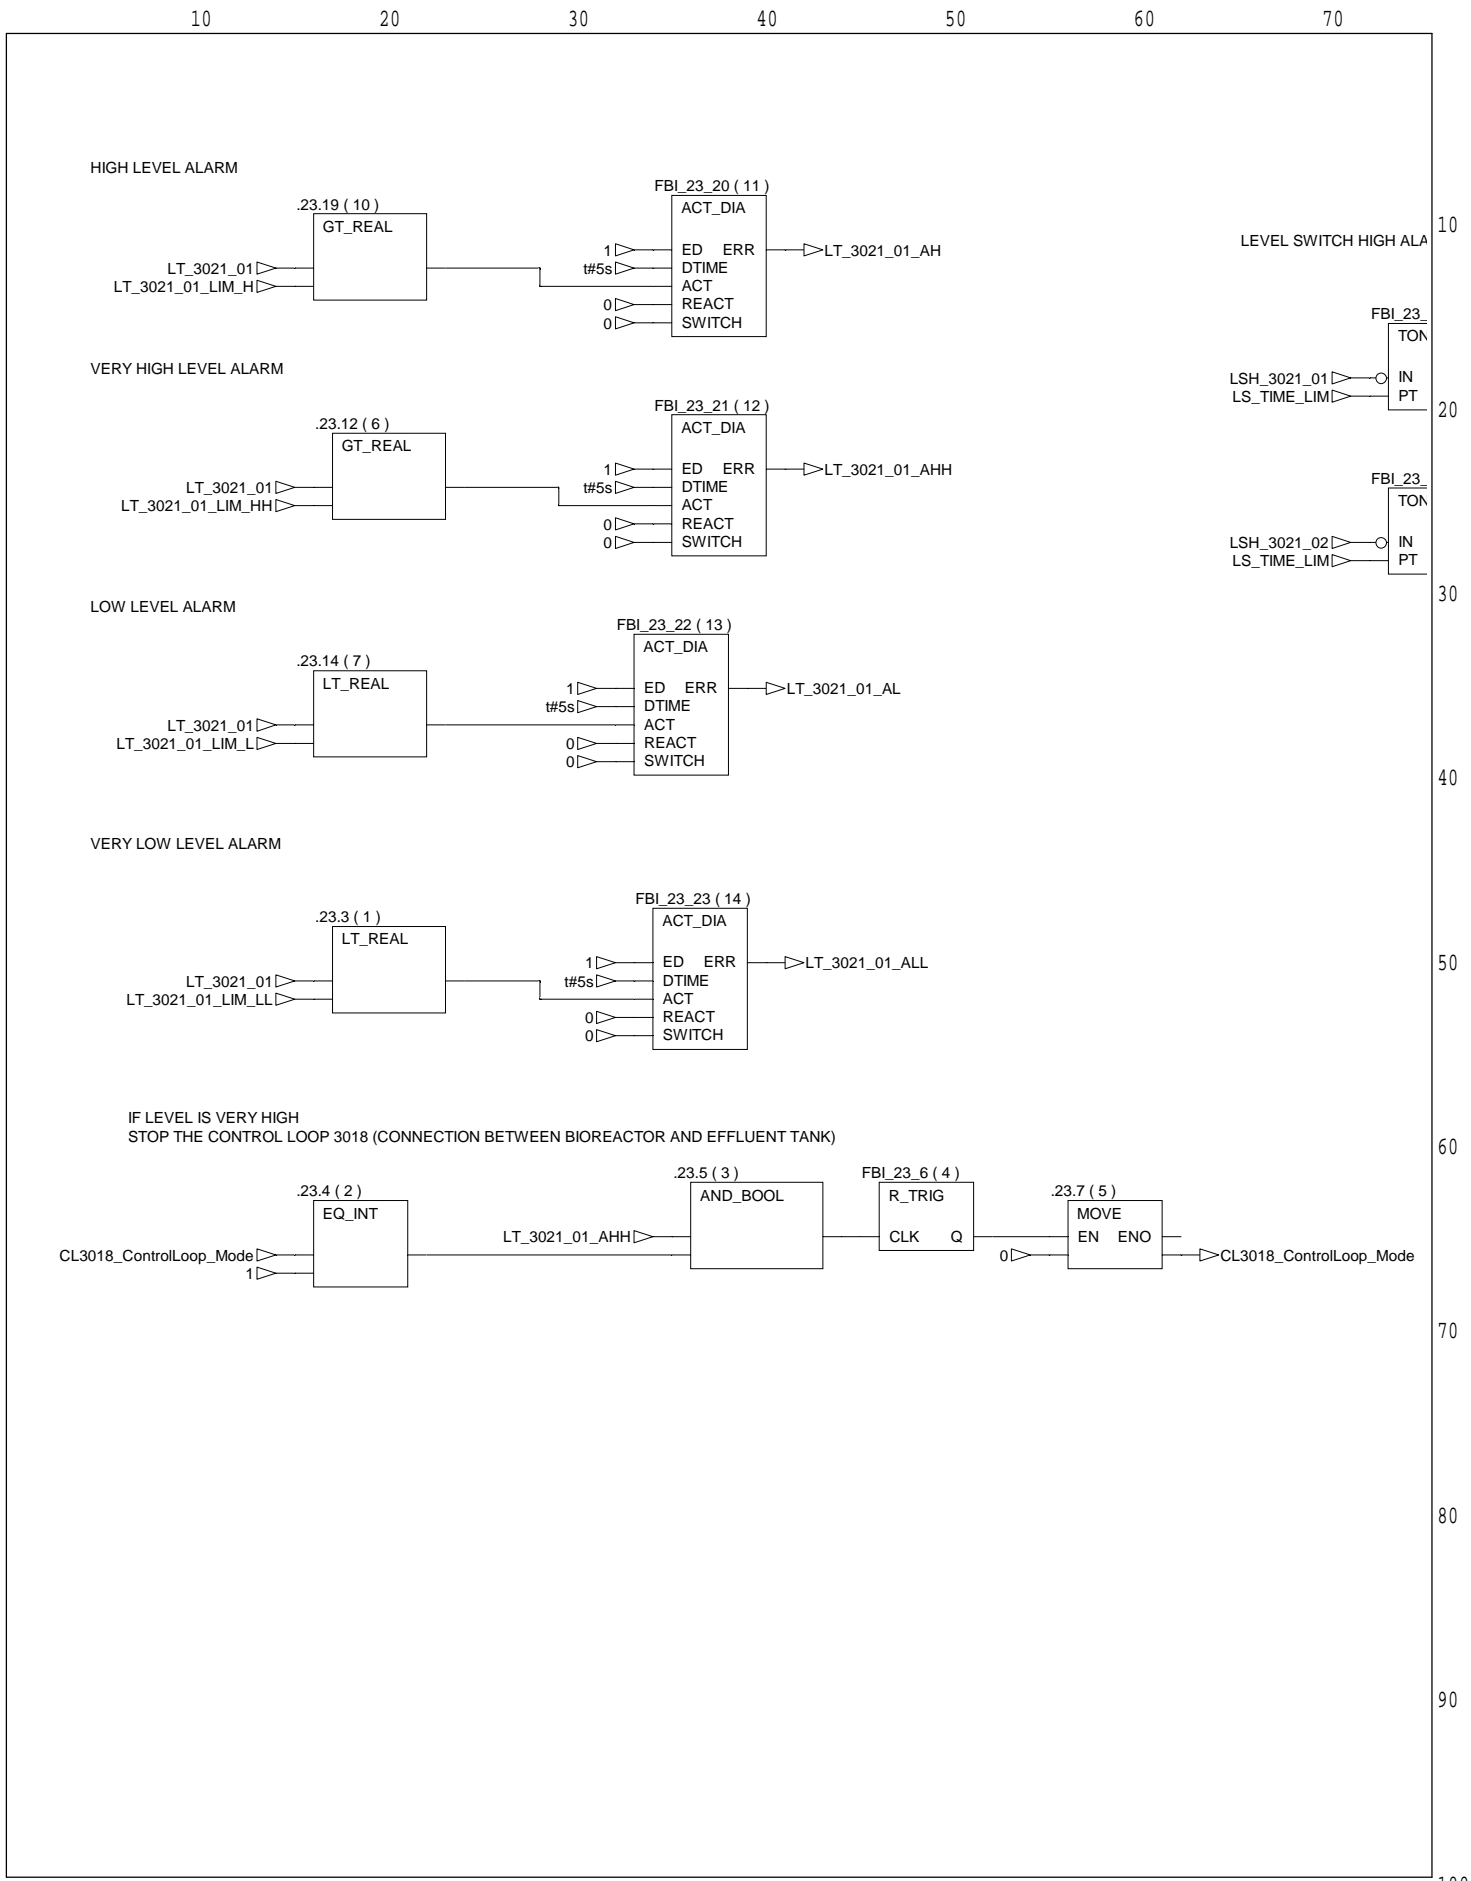 10 20 30 40 50 60 70
HIGH LEVEL ALARM
FBI_23_20 ( 11 )
.23.19 ( 10 )
ACT_DIA
GT_REAL
10
LEVEL SWITCH HIGH ALA
1 ED ERR LT_3021_01_AH
LT_3021_01 t#5s DTIME
LT_3021_01_LIM_H ACT
0 REACT
FBI_23_
0 SWITCH
TON
VERY HIGH LEVEL ALARM
LSH_3021_01 IN
LS_TIME_LIM PT
FBI_23_21 ( 12 )
20
.23.12 ( 6 )
ACT_DIA
GT_REAL
1 ED ERR LT_3021_01_AHH
FBI_23_
LT_3021_01 t#5s DTIME
TON
LT_3021_01_LIM_HH ACT
0 REACT
0 SWITCH
LSH_3021_02 IN
LS_TIME_LIM PT
30
LOW LEVEL ALARM
FBI_23_22 ( 13 )
ACT_DIA
.23.14 ( 7 )
LT_REAL
1 ED ERR LT_3021_01_AL
t#5s DTIME
LT_3021_01 ACT
LT_3021_01_LIM_L 0 REACT
0 SWITCH
40
VERY LOW LEVEL ALARM
FBI_23_23 ( 14 )
.23.3 ( 1 )
ACT_DIA
LT_REAL
1 ED ERR LT_3021_01_ALL
50
LT_3021_01 t#5s DTIME
LT_3021_01_LIM_LL ACT
0 REACT
0 SWITCH
IF LEVEL IS VERY HIGH
STOP THE CONTROL LOOP 3018 (CONNECTION BETWEEN BIOREACTOR AND EFFLUENT TANK)
60
.23.5 ( 3 ) FBI_23_6 ( 4 )
.23.4 ( 2 ) .23.7 ( 5 )
AND_BOOL R_TRIG
EQ_INT MOVE
LT_3021_01_AHH CLK Q EN ENO
CL3018_ControlLoop_Mode 0 CL3018_ControlLoop_Mode
1
70
80
90